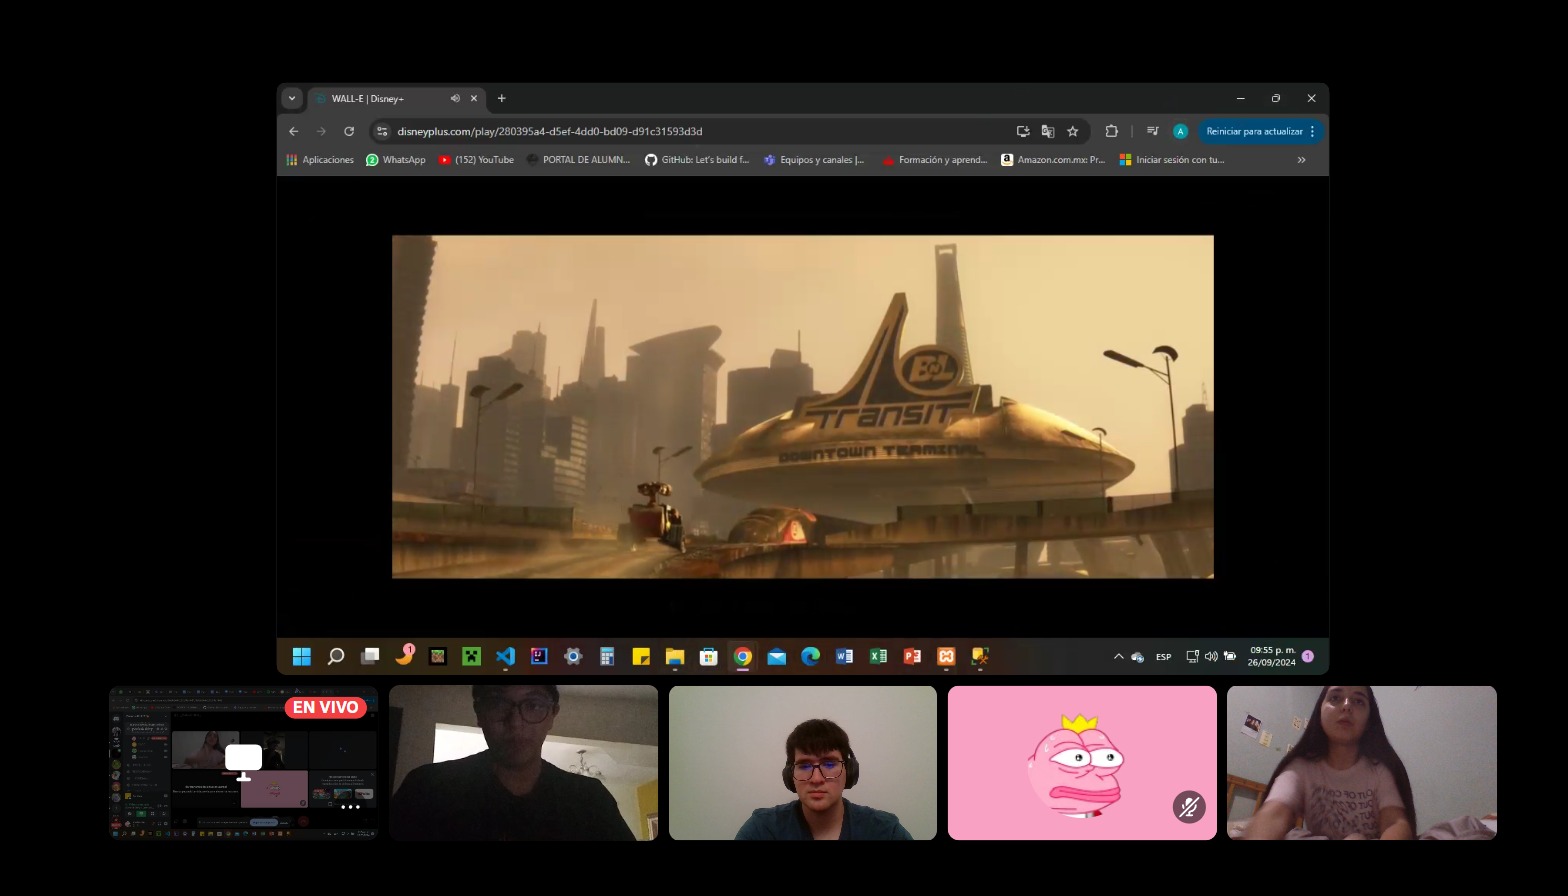 WALL-E | Disney+
disneyplus.com/play/280395a4-d5ef-4dd0-bd09-d91c31593d3d
A
Reiniciar para actualizar
Aplicaciones
WhatsApp
(152) YouTube
PORTAL DE ALUMN...
GitHub: Let's build f...
Equipos y canales |...
Formación y aprend...
Amazon.com.mx: Pr...
Iniciar sesión con tu...
BnL
Transit
DOWNTOWN TERMINAL
1
ESP
09:55 p. m.
26/09/2024
1
EN VIVO